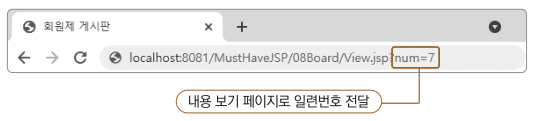 회원제 게시판
localhost:8081/MustHaveJSP/08Board/View.jsp?num=7
내용 보기 페이지로 일련번호 전달